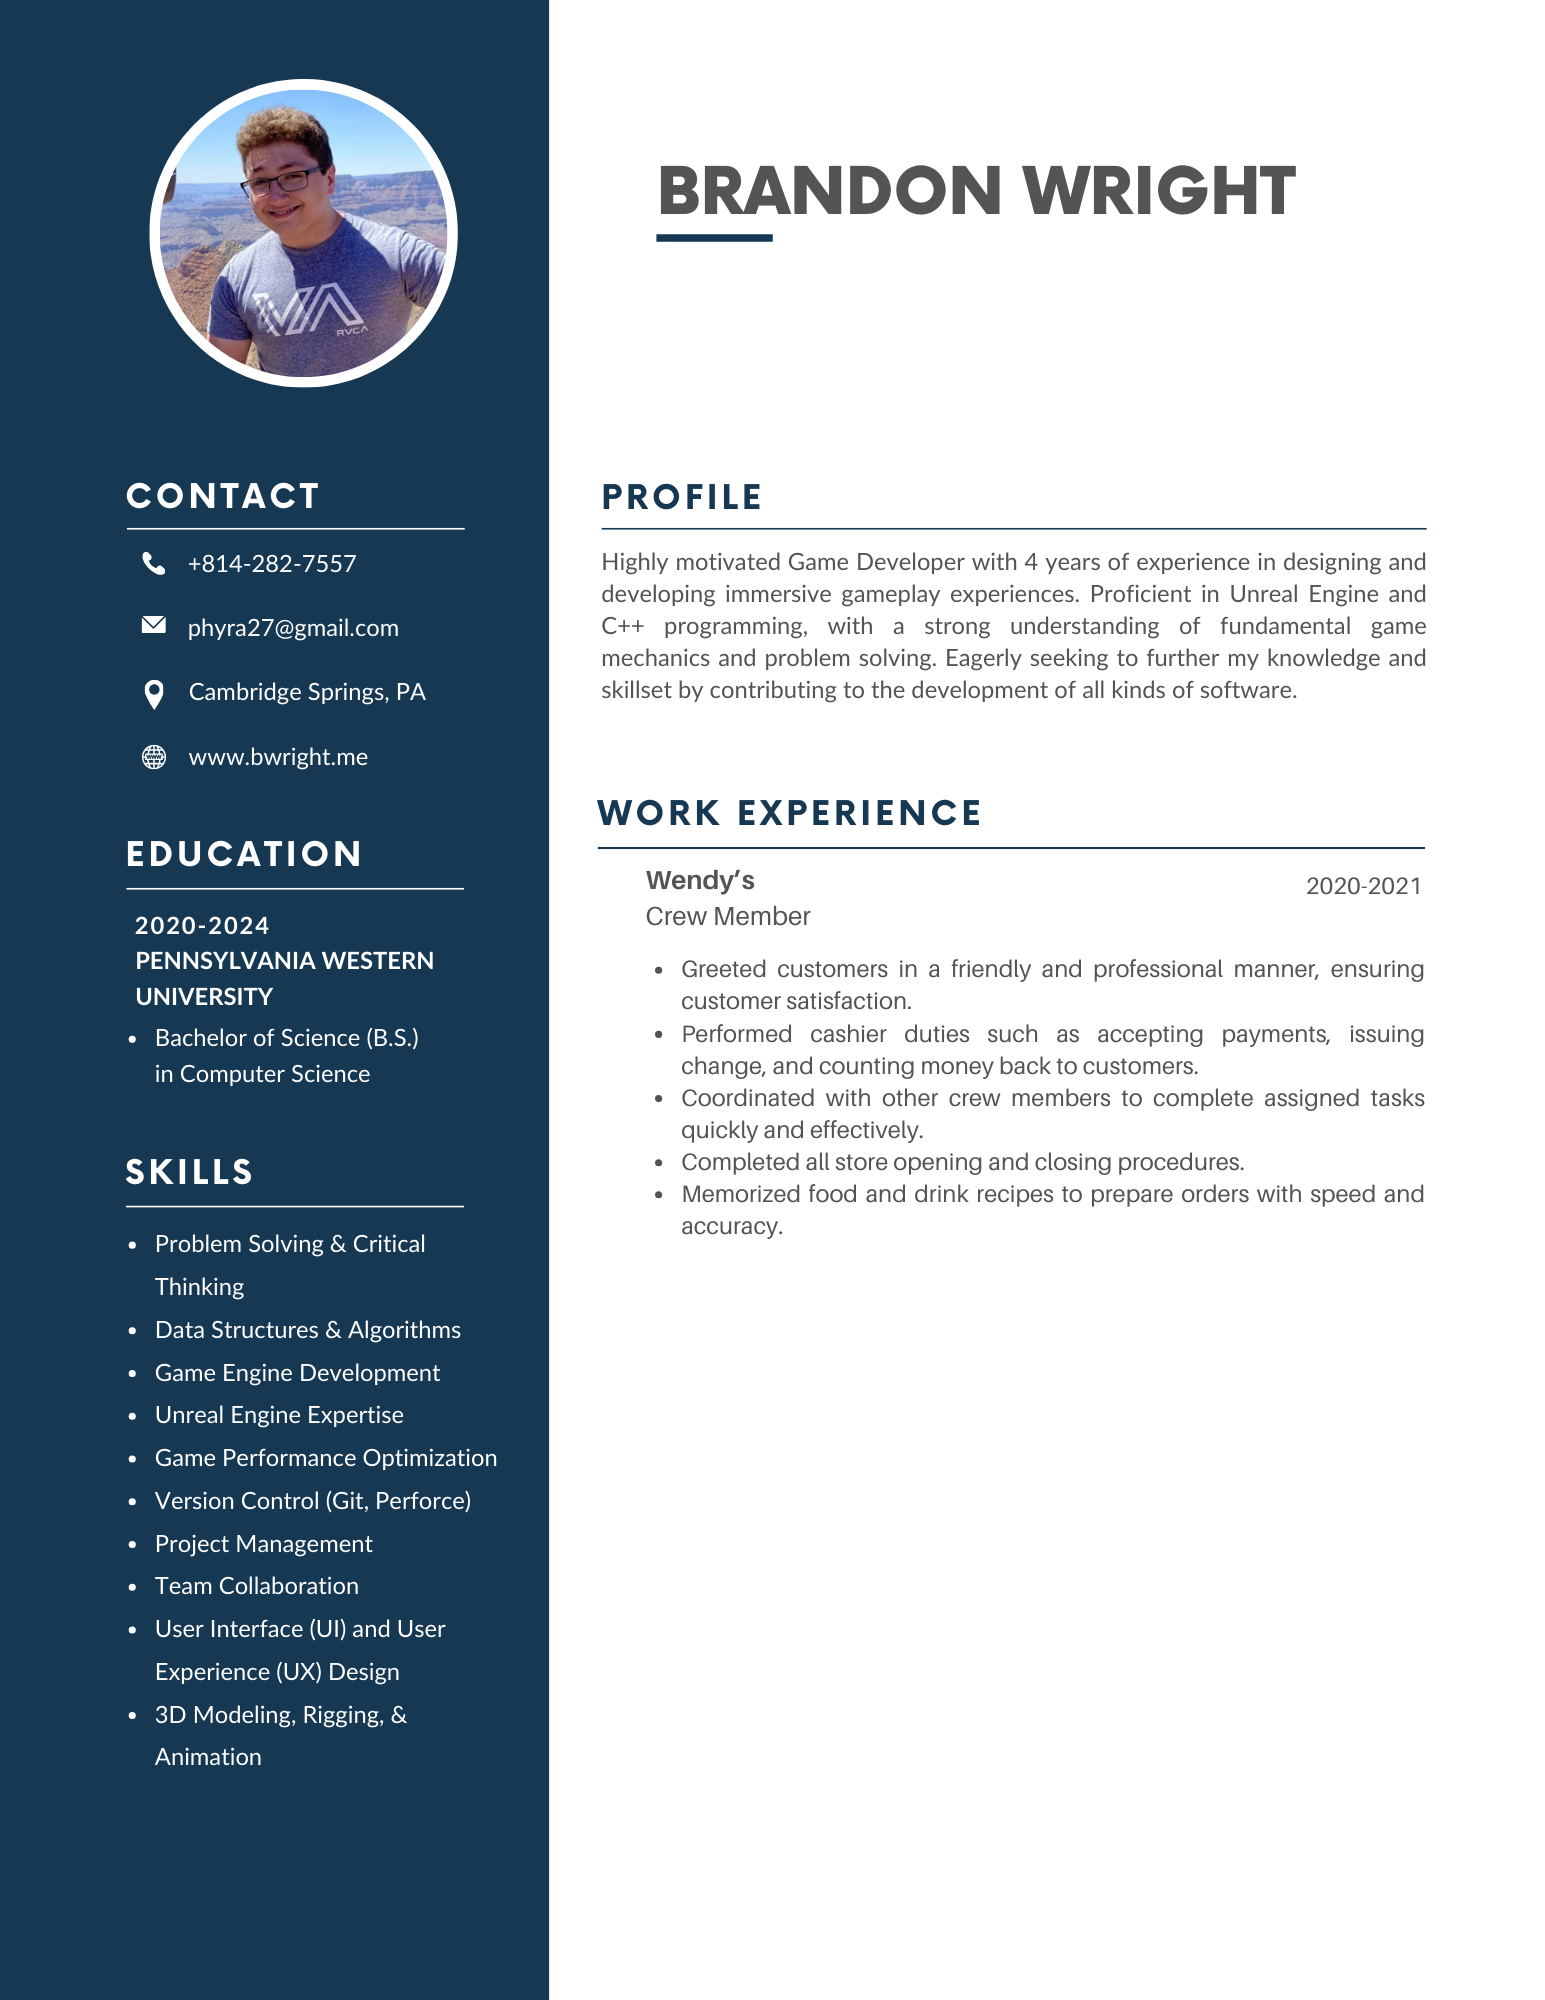 VA
RVCA
BRANDON WRIGHT
CONTACT
+814-282-7557
phyra27@gmail.com
Cambridge Springs, PA
www.bwright.me
EDUCATION
2020-2024
PENNSYLVANIA WESTERN
UNIVERSITY
• Bachelor of Science (B.S.)
in Computer Science
SKILLS
• Problem Solving & Critical
Thinking
• Data Structures & Algorithms
• Game Engine Development
• Unreal Engine Expertise
• Game Performance Optimization
• Version Control (Git, Perforce)
• Project Management
• Team Collaboration
• User Interface (UI) and User
Experience (UX) Design
• 3D Modeling, Rigging, &
Animation
PROFILE
Highly motivated Game Developer with 4 years of experience in designing and
developing immersive gameplay experiences. Proficient in Unreal Engine and
C++ programming, with a strong understanding of fundamental game
mechanics and problem solving. Eagerly seeking to further my knowledge and
skillset by contributing to the development of all kinds of software.
WORK EXPERIENCE
Wendy’s 2020-2021
Crew Member
• Greeted customers in a friendly and professional manner, ensuring
customer satisfaction.
• Performed cashier duties such as accepting payments, issuing
change, and counting money back to customers.
• Coordinated with other crew members to complete assigned tasks
quickly and effectively.
• Completed all store opening and closing procedures.
• Memorized food and drink recipes to prepare orders with speed and
accuracy.